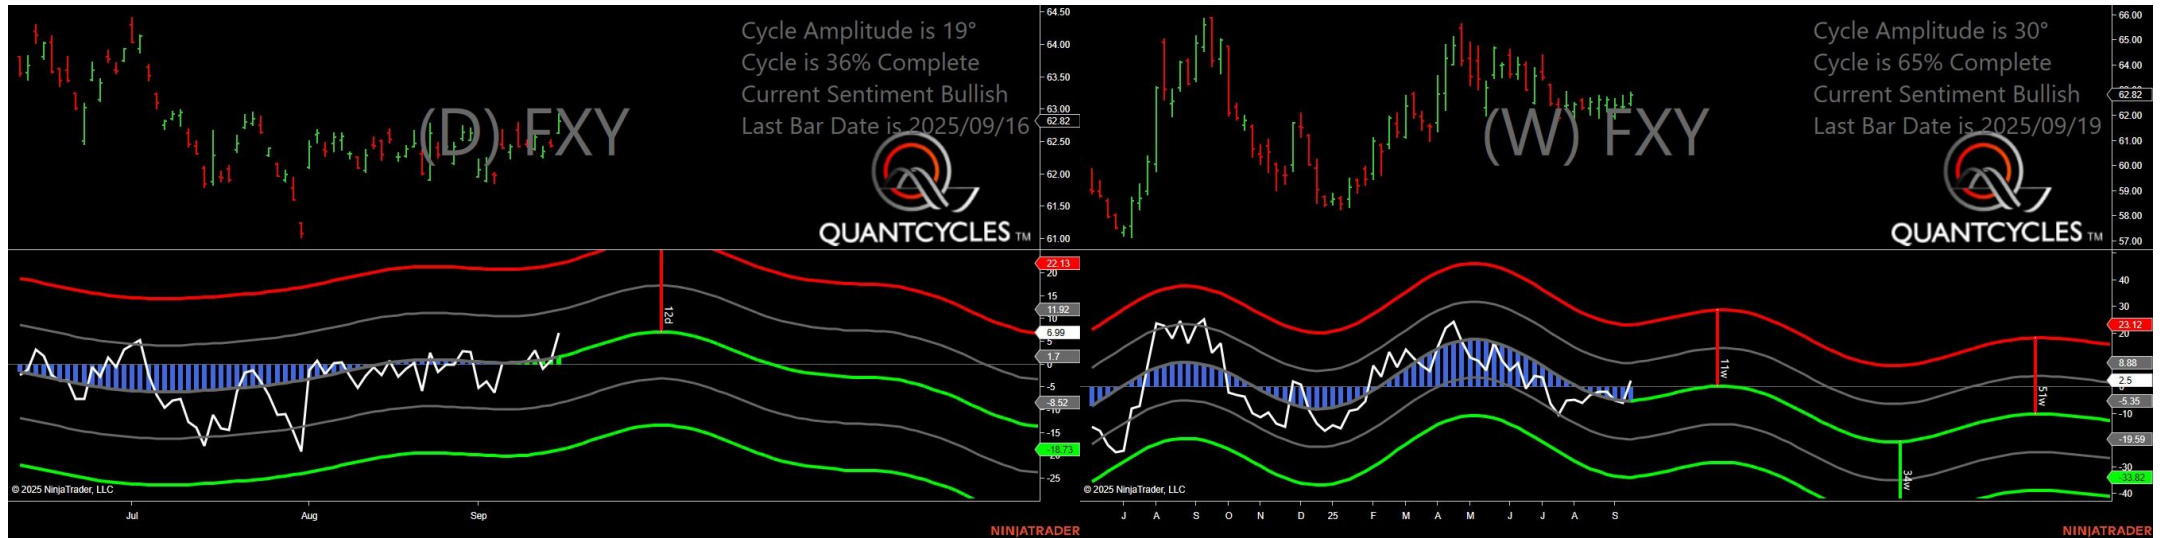 Cycle Amplitude is 19°
Cycle is 36% Complete
Current Sentiment Bullish
Last Bar Date is 2025/09/16
(D) FXY
QUANTCYCLES TM
64.50
64.00
63.50
63.00
62.82
62.50
62.00
61.50
61.00
22.13
20
15
11.92
10
6.99
5
1.7
0
-5
-8.52
-10
-15
-18.73
-25
12d
© 2025 NinjaTrader, LLC
Jul
Aug
Sep
NINJATRADER
Cycle Amplitude is 30°
Cycle is 65% Complete
Current Sentiment Bullish
Last Bar Date is 2025/09/19
(W) FXY
QUANTCYCLES TM
66.00
65.00
64.00
62.82
62.00
61.00
60.00
59.00
58.00
57.00
40
30
23.12
20
8.88
2.5
-5.35
-10
-19.59
-30
-33.82
-40
11w
34w
51w
© 2025 NinjaTrader, LLC
J A S O N D 25 F M A M J J A S
NINJATRADER